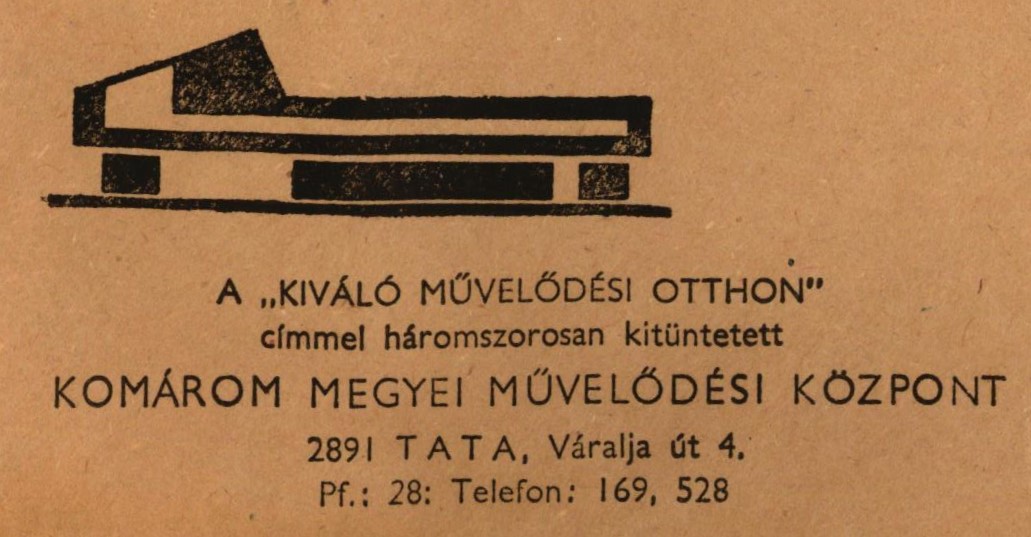 A „KIVÁLÓ MŰVELŐDÉSI OTTHON”
címmel háromszorosan kitüntetett
KOMÁROM MEGYEI MŰVELŐDÉSI KÖZPONT
2891 TATA, Váralja út 4.
Pf.: 28: Telefon: 169, 528